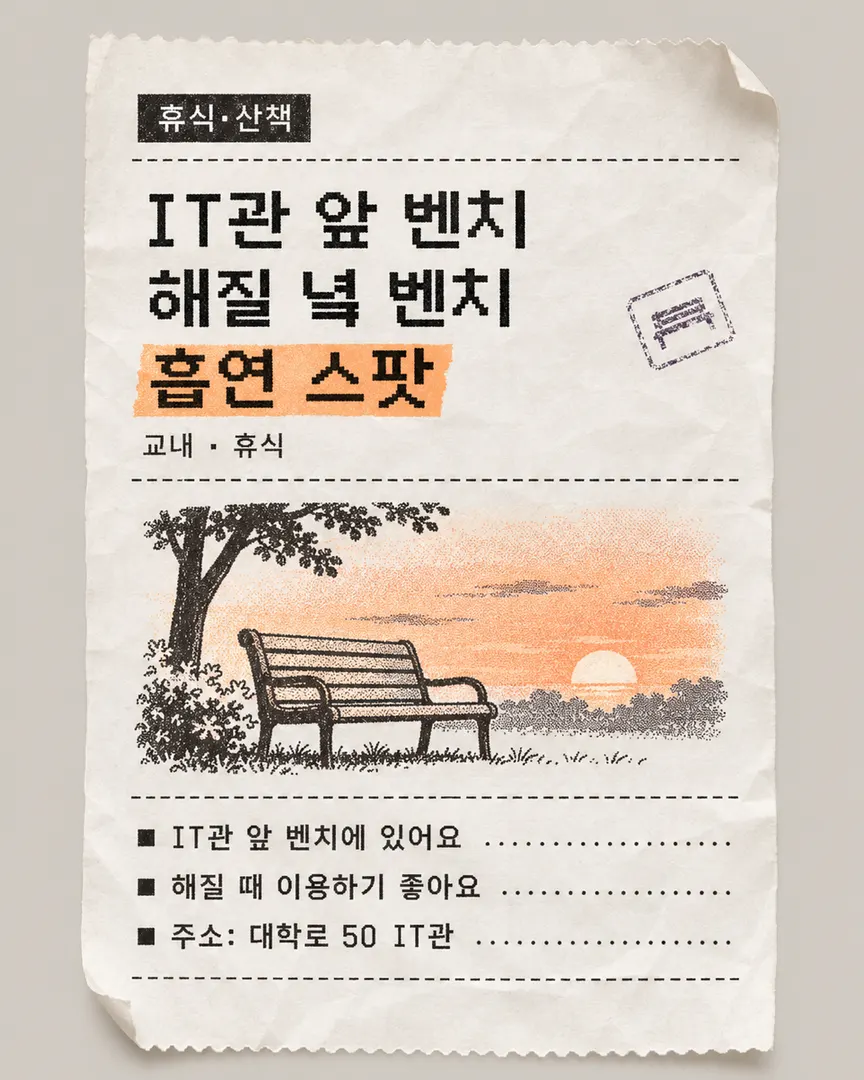 휴식·산책
IT관 앞 벤치
해질 벤치
흡연 스팟
교내 · 휴식
■ IT관 앞 벤치에 있어요 ....................
■ 해질 때 이용하기 좋아요 ...................
■ 주소: 대학로 50 IT관 .....................